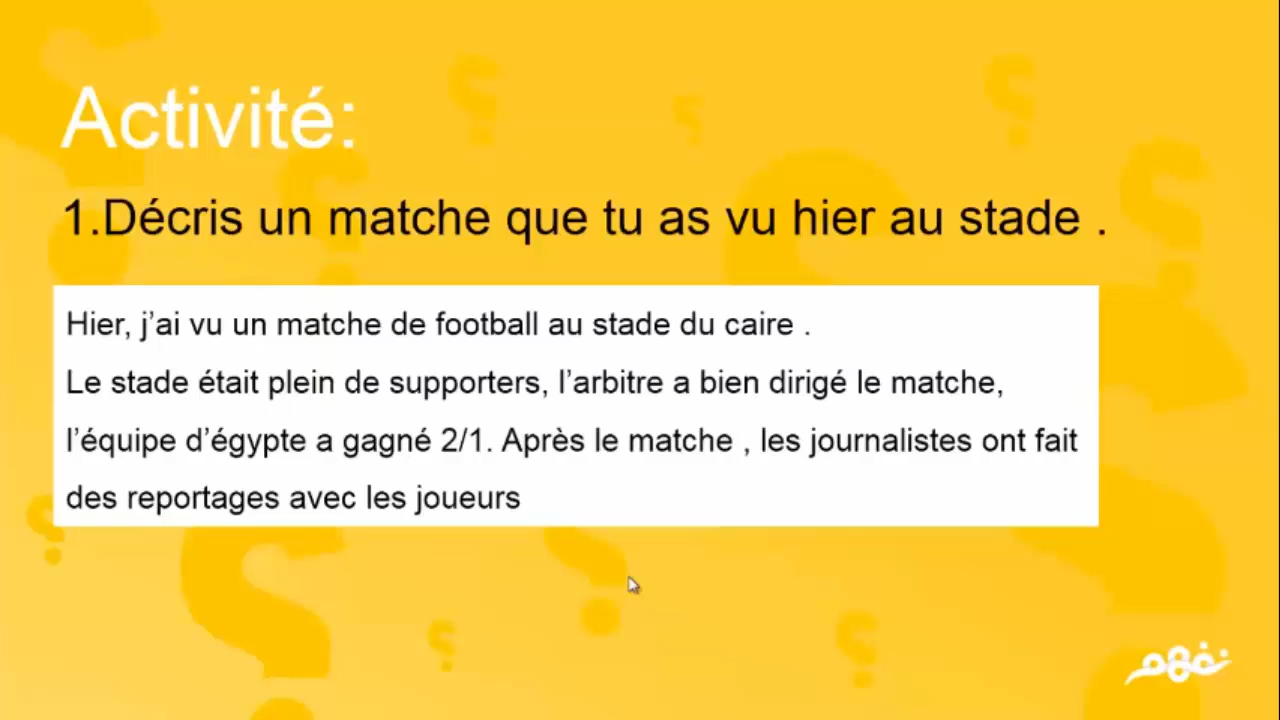 Activité:
1.Décris un matche que tu as vu hier au stade .
Hier, j’ai vu un matche de football au stade du caire .
Le stade était plein de supporters, l’arbitre a bien dirigé le matche,
l’équipe d’égypte a gagné 2/1. Après le matche , les journalistes ont fait
des reportages avec les joueurs
نفهم